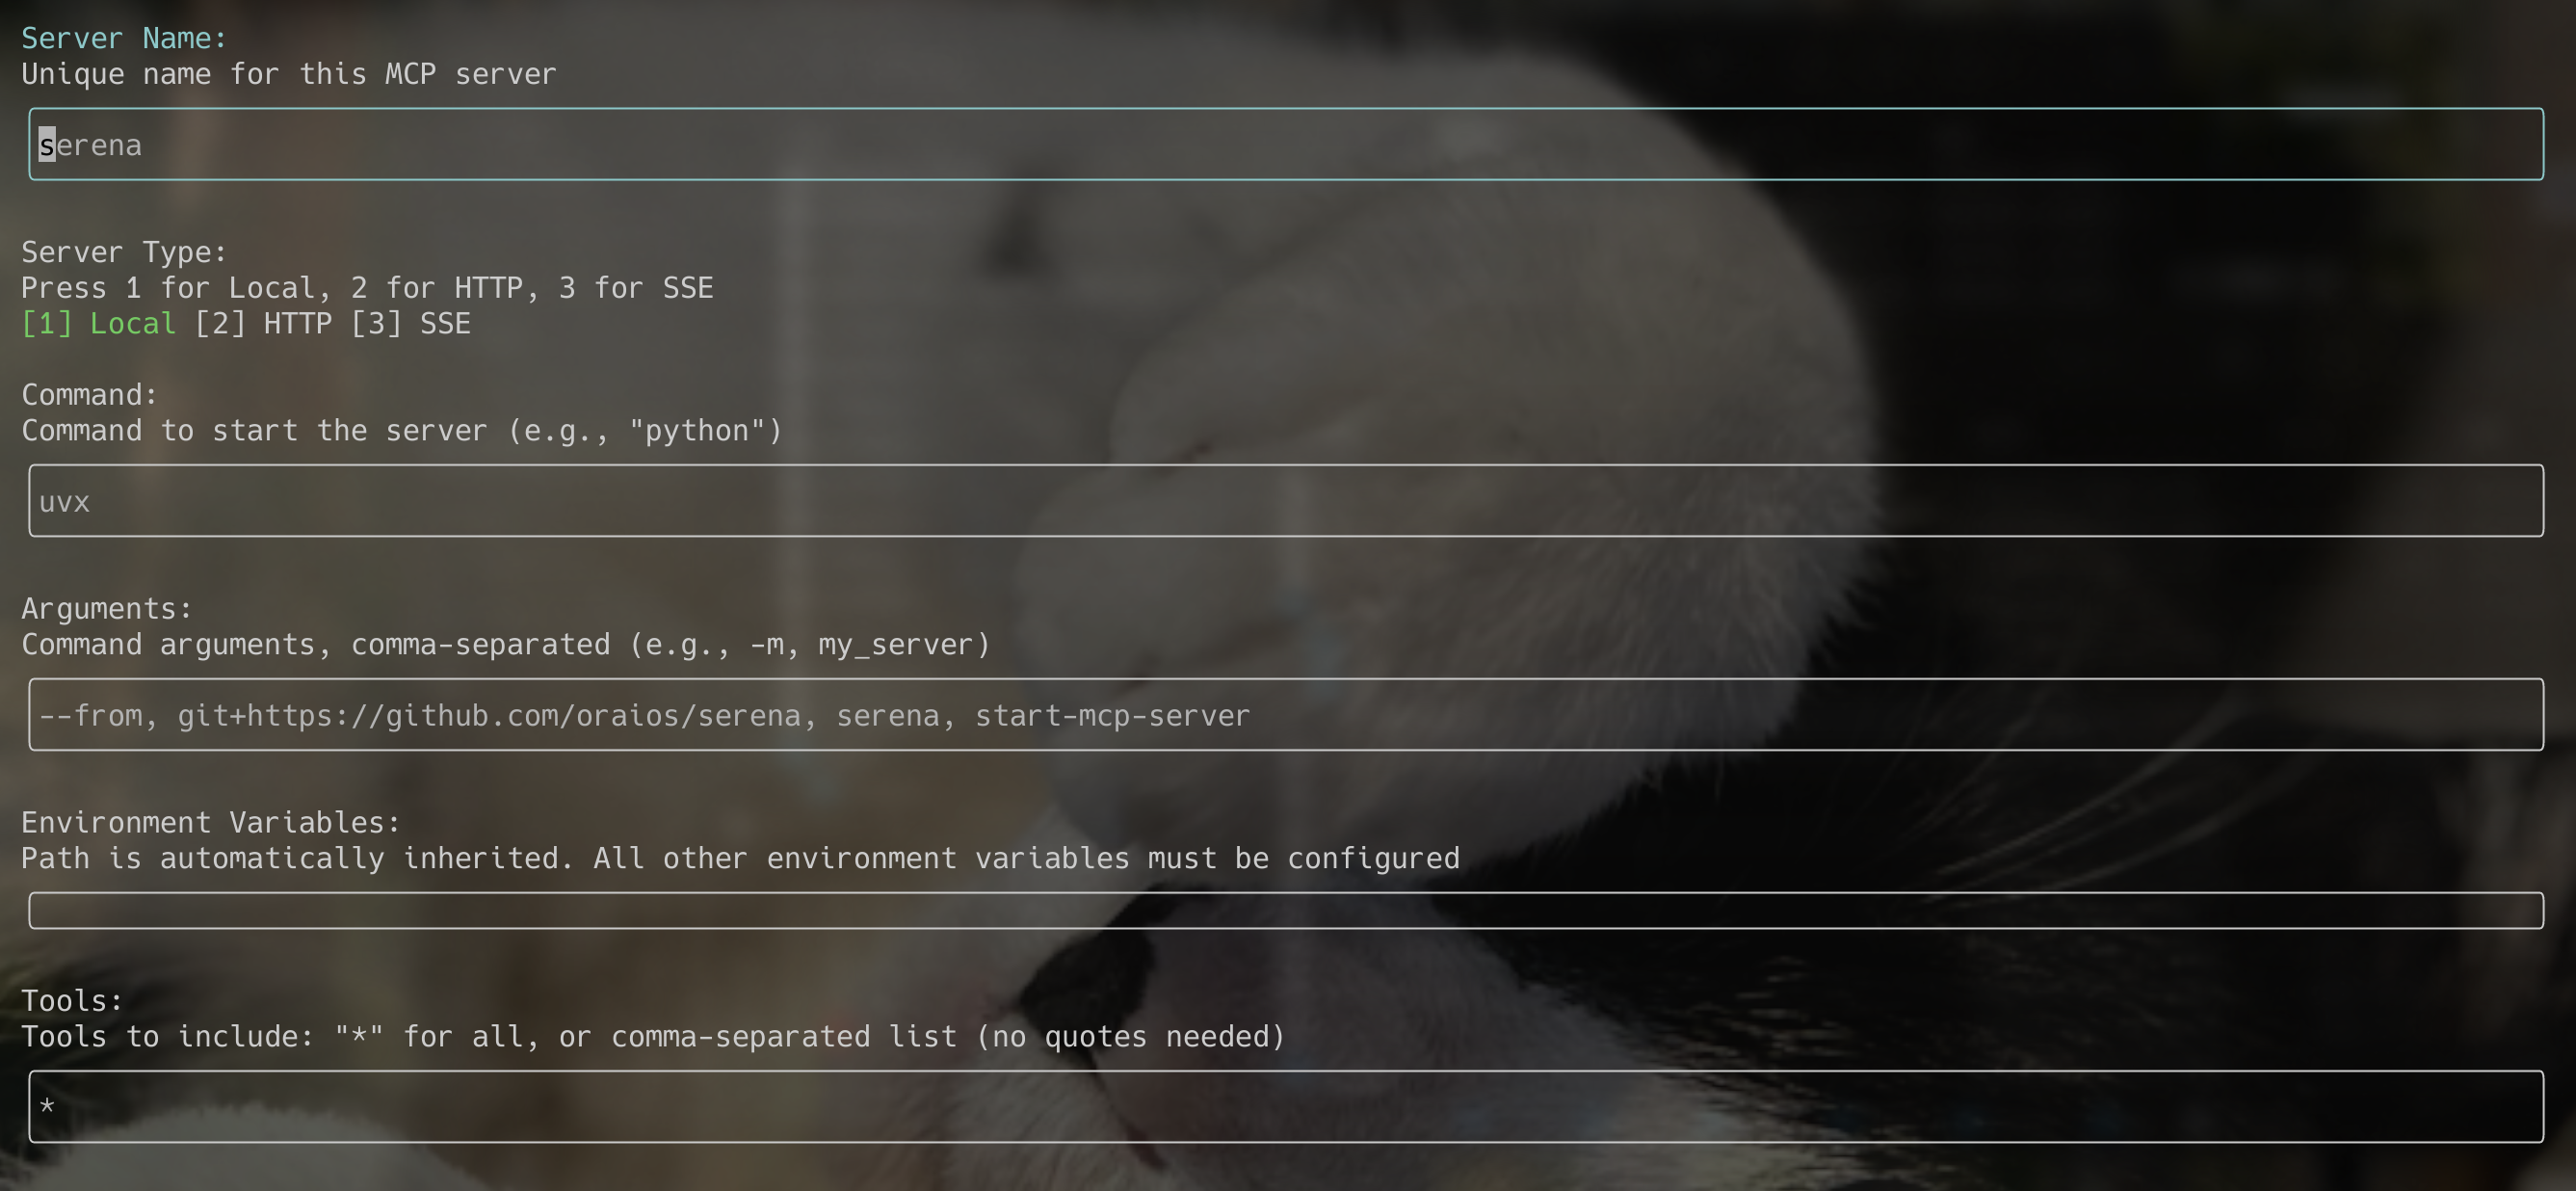 Server Name:
Unique name for this MCP server
serena
Server Type:
Press 1 for Local, 2 for HTTP, 3 for SSE
[1] Local [2] HTTP [3] SSE
Command:
Command to start the server (e.g., "python")
uvx
Arguments:
Command arguments, comma-separated (e.g., -m, my_server)
--from, git+https://github.com/oraios/serena, serena, start-mcp-server
Environment Variables:
Path is automatically inherited. All other environment variables must be configured
Tools:
Tools to include: "*" for all, or comma-separated list (no quotes needed)
*